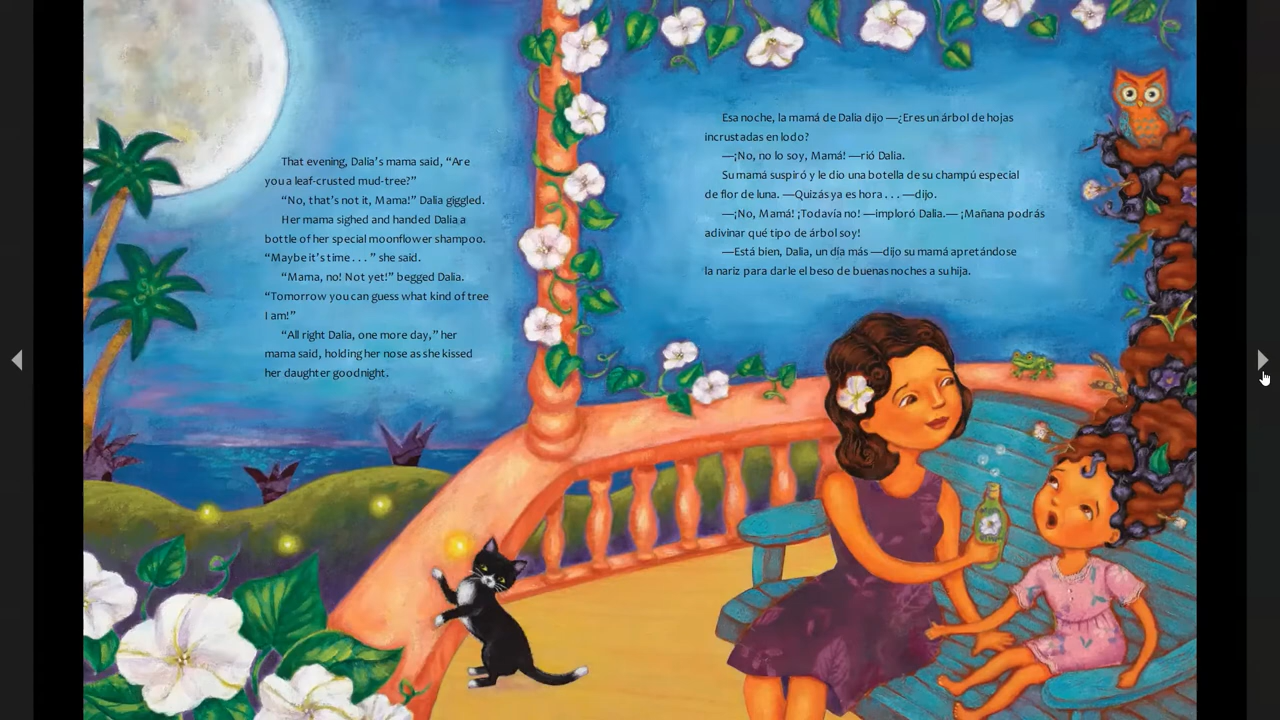 That evening, Dalia's mama said, “Are
you a leaf-crusted mud-tree?”
“No, that's not it, Mama!” Dalia giggled.
Her mama sighed and handed Dalia a
bottle of her special moonflower shampoo.
“Maybe it's time . . . ” she said.
“Mama, no! Not yet!” begged Dalia.
“Tomorrow you can guess what kind of tree
I am!”
“All right Dalia, one more day,” her
mama said, holding her nose as she kissed
her daughter goodnight.
Esa noche, la mamá de Dalia dijo —¿Eres un árbol de hojas
incrustadas en lodo?
—¡No, no lo soy, Mamá! —rió Dalia.
Su mamá suspiró y le dio una botella de su champú especial
de flor de luna. —Quizás ya es hora . . . —dijo.
—¡No, Mamá! ¡Todavía no! —imploró Dalia.— ¡Mañana podrás
adivinar qué tipo de árbol soy!
—Está bien, Dalia, un día más —dijo su mamá apretándose
la nariz para darle el beso de buenas noches a su hija.